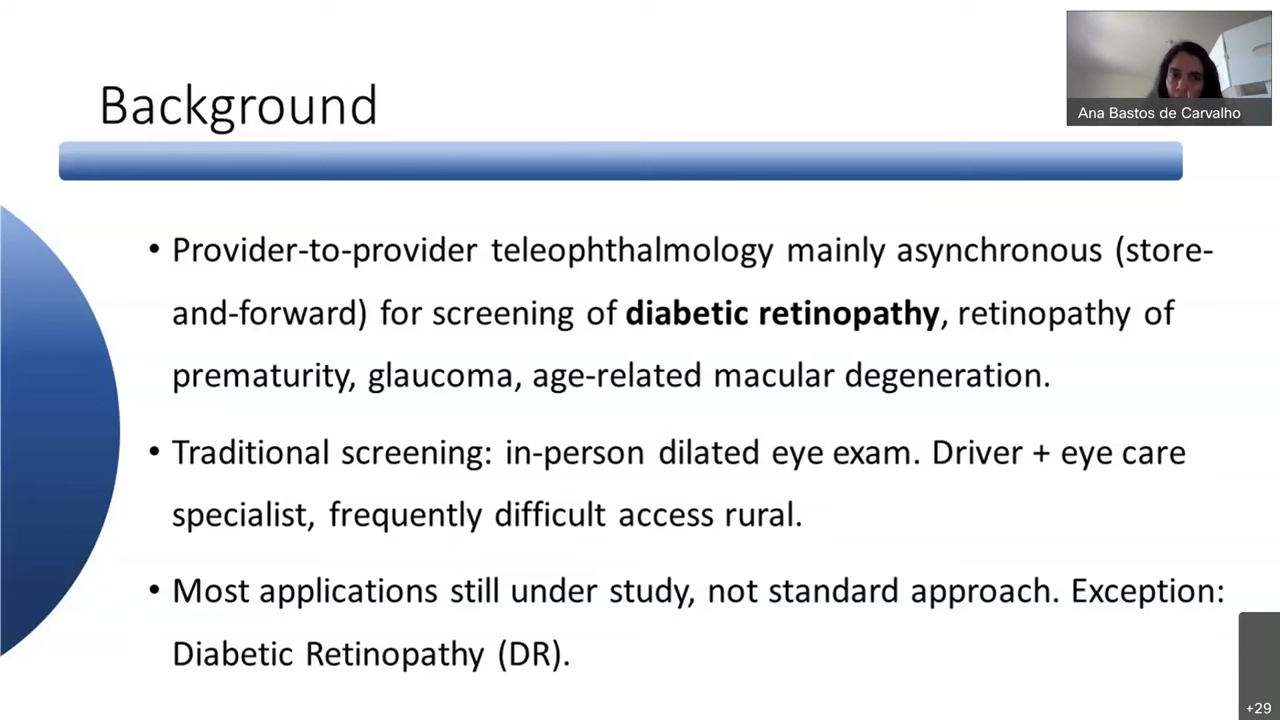 Background
Ana Bastos de Carvalho
• Provider-to-provider teleophthalmology mainly asynchronous (store-
and-forward) for screening of diabetic retinopathy, retinopathy of
prematurity, glaucoma, age-related macular degeneration.
• Traditional screening: in-person dilated eye exam. Driver + eye care
specialist, frequently difficult access rural.
• Most applications still under study, not standard approach. Exception:
Diabetic Retinopathy (DR).
+29